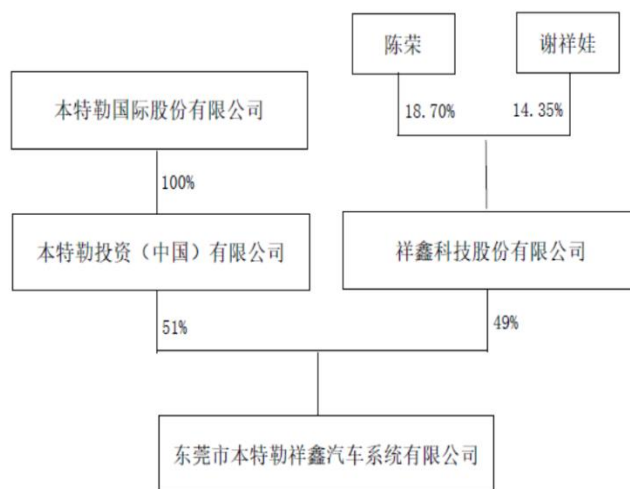 陈荣
谢祥娃
本特勒国际股份有限公司
18.70%
14.35%
100%
本特勒投资（中国）有限公司
祥鑫科技股份有限公司
51%
49%
东莞市本特勒祥鑫汽车系统有限公司